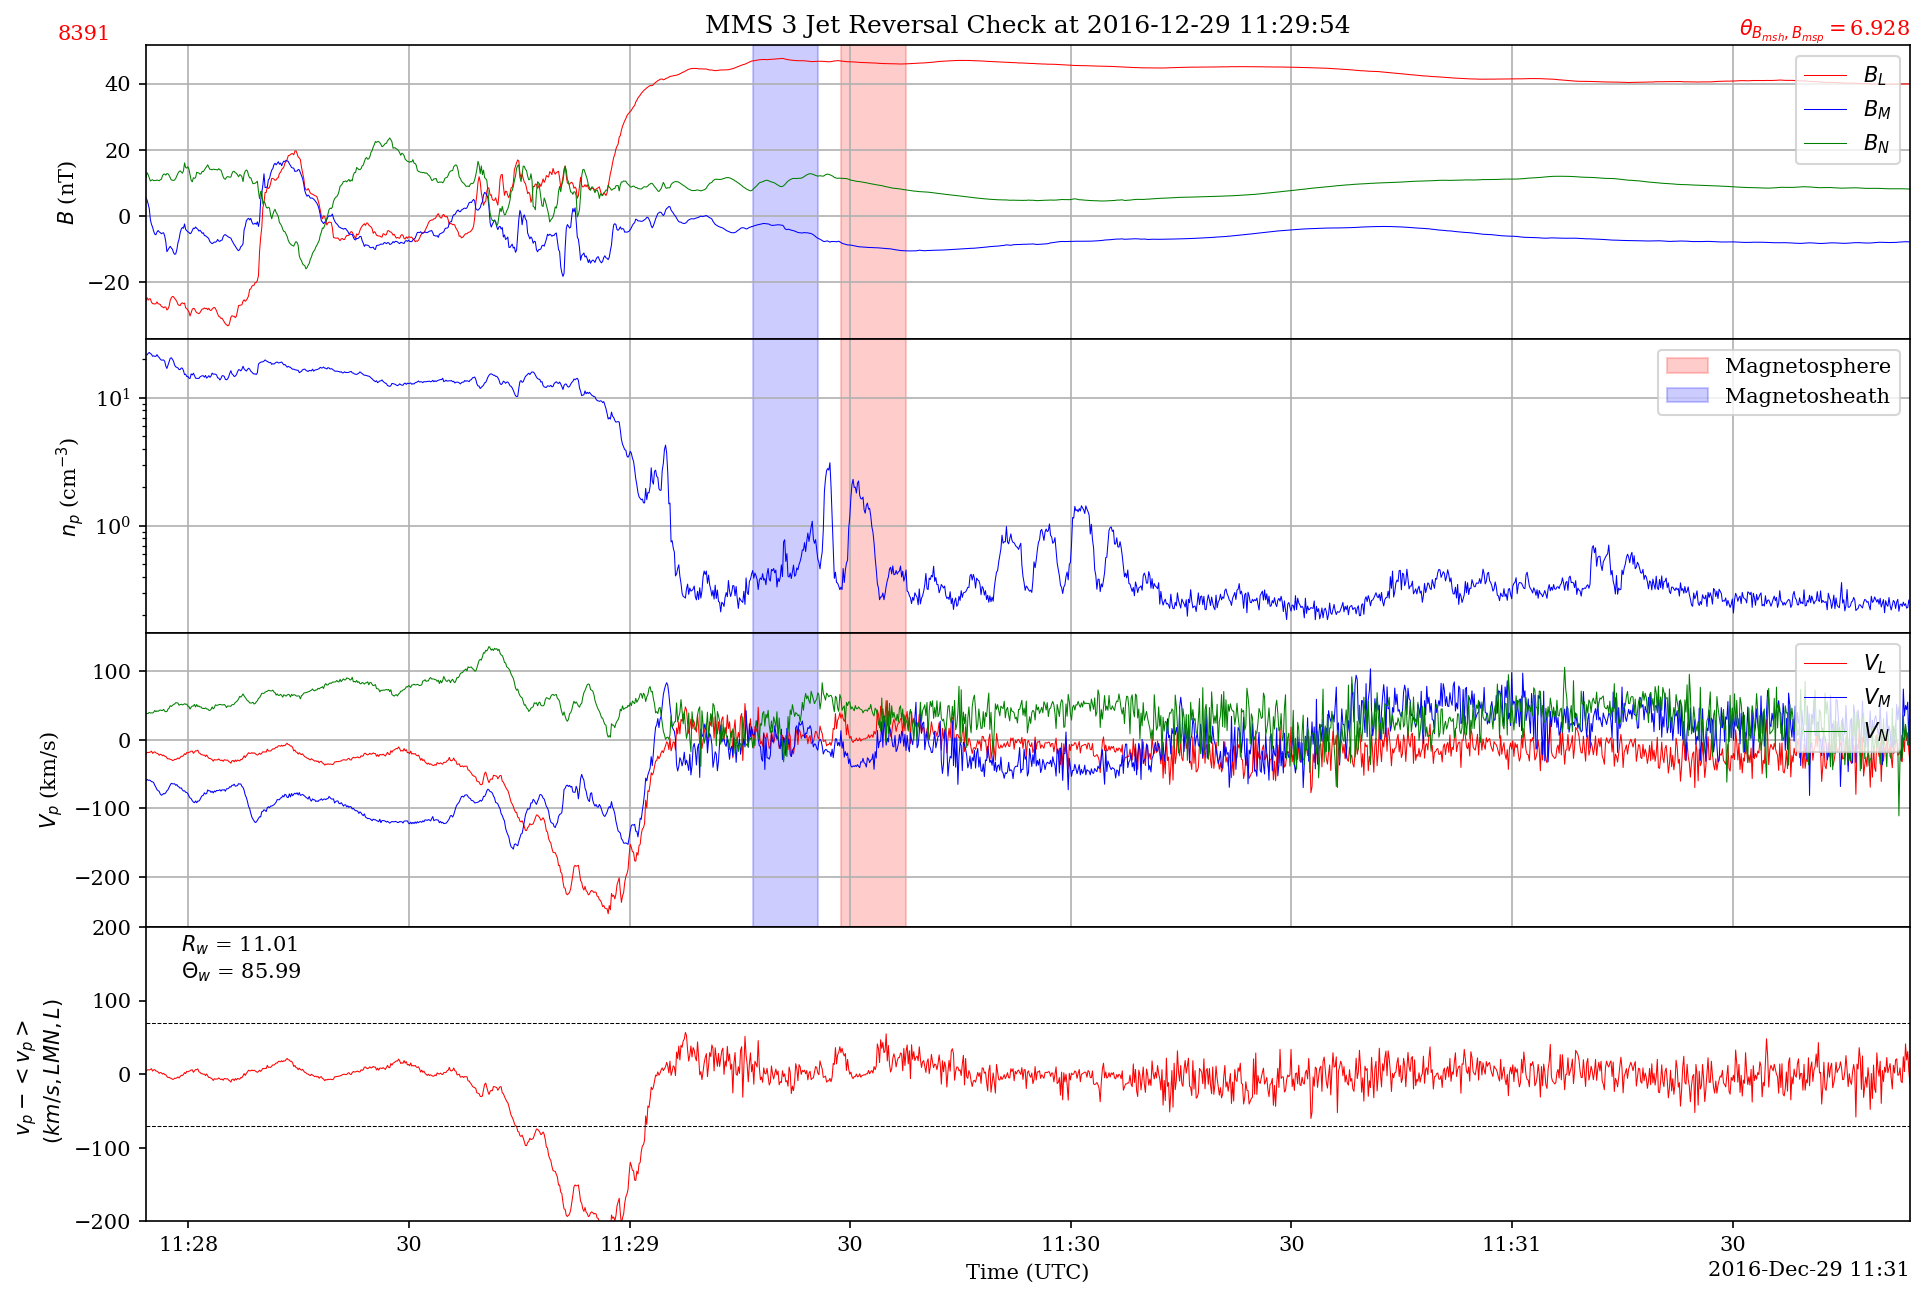 8391
MMS 3 Jet Reversal Check at 2016-12-29 11:29:54
θ_{B_{msh}, B_{msp}} = 6.928
40
20
0
−20
B (nT)
B_L
B_M
B_N
10¹
10⁰
n_p (cm⁻³)
Magnetosphere
Magnetosheath
100
0
−100
−200
V_p (km/s)
V_L
V_M
V_N
200
100
0
−100
−200
v_p − < v_p >
(km/s, LMN, L)
R_w = 11.01
Θ_w = 85.99
11:28 30 11:29 30 11:30 30 11:31 30
Time (UTC)
2016-Dec-29 11:31